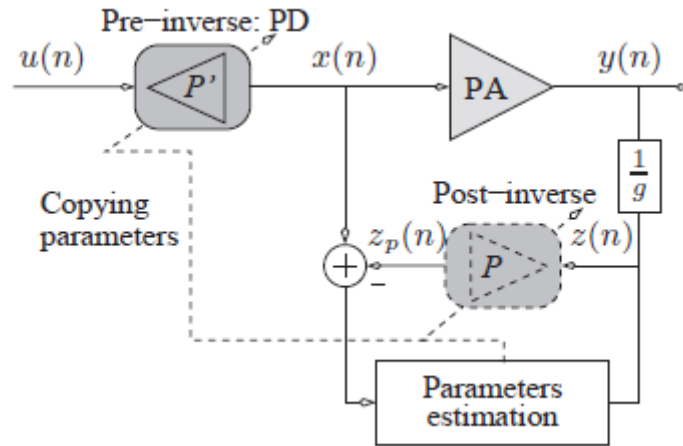 Pre−inverse: PD
u(n)
P'
x(n)
PA
y(n)
1/g
Post−inverse
Copying
parameters
z_p(n)
P
z(n)
+
−
Parameters
estimation